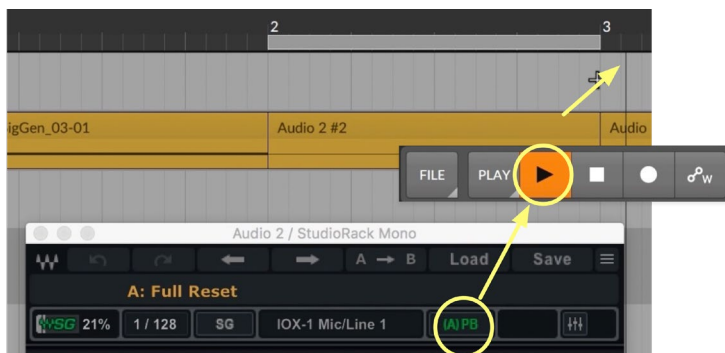 2 3
igGen_03-01 Audio 2 #2 Audio
FILE PLAY W
Audio 2 / StudioRack Mono
A → B Load Save
A: Full Reset
SG 21% 1 / 128 SG IOX-1 Mic/Line 1 (A) PB